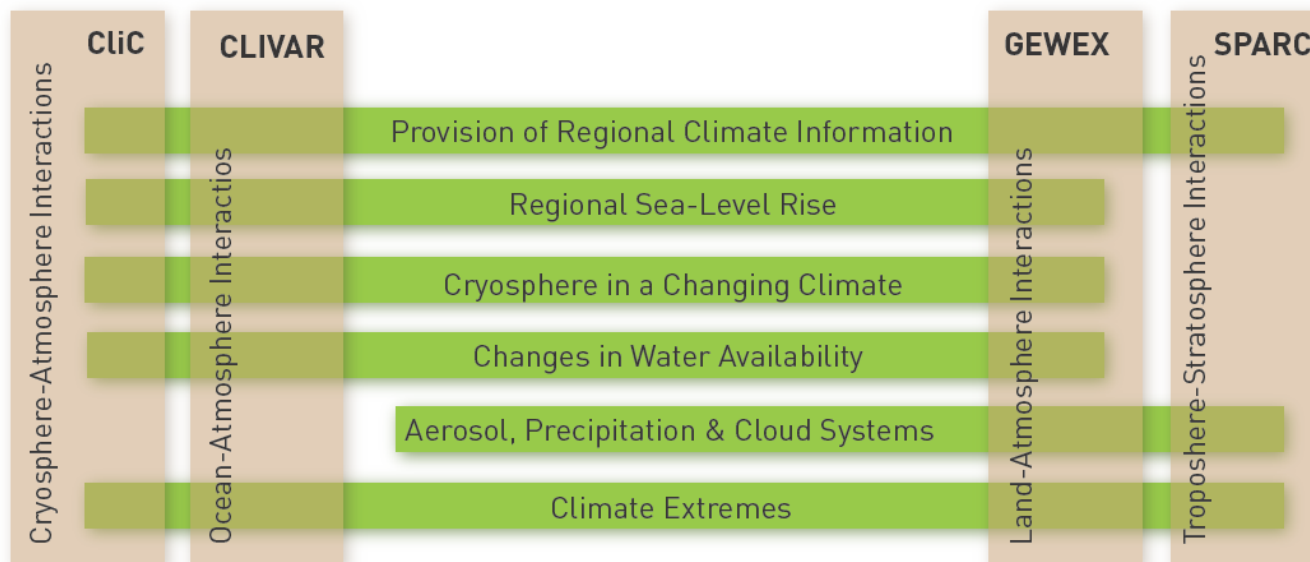 CliC
CLIVAR
GEWEX
SPARC
Cryosphere-Atmosphere Interactions
Ocean-Atmosphere Interactios
Land-Atmosphere Interactions
Troposhere-Stratosphere Interactions
Provision of Regional Climate Information
Regional Sea-Level Rise
Cryosphere in a Changing Climate
Changes in Water Availability
Aerosol, Precipitation & Cloud Systems
Climate Extremes